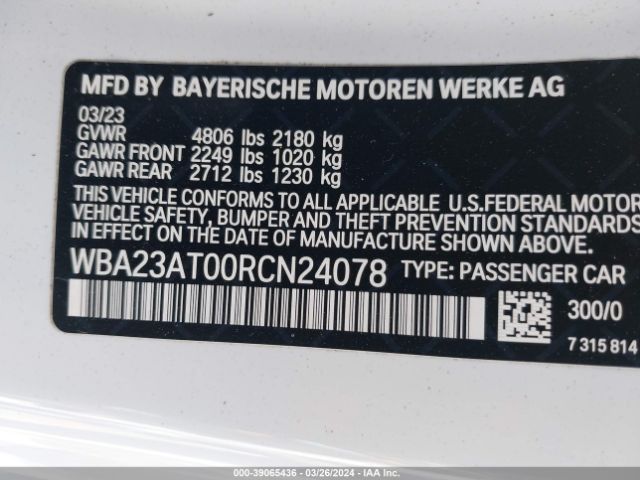 MFD BY BAYERISCHE MOTOREN WERKE AG
03/23
GVWR 4806 lbs 2180 kg
GAWR FRONT 2249 lbs 1020 kg
GAWR REAR 2712 lbs 1230 kg
THIS VEHICLE CONFORMS TO ALL APPLICABLE U.S.FEDERAL MOTOR
VEHICLE SAFETY, BUMPER AND THEFT PREVENTION STANDARDS
IN EFFECT ON THE DATE OF MANUFACTURE SHOWN ABOVE.
WBA23AT00RCN24078 TYPE: PASSENGER CAR
300/0
7 315 814
000-39065436 - 03/26/2024 - IAAI.COM